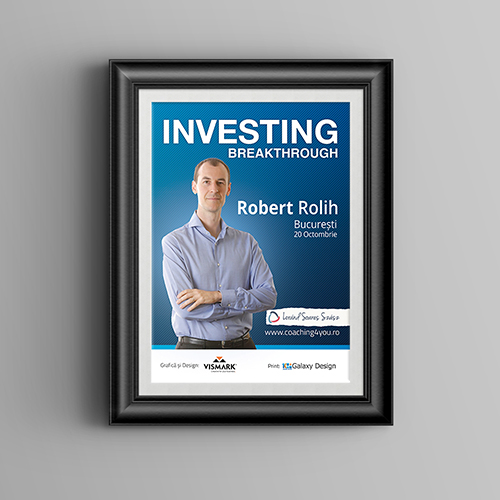 INVESTING
BREAKTHROUGH
Robert Rolih
București
20 Octombrie
www.coaching4you.ro
Grafică și Design:
VISMARK
Print:
Galaxy Design